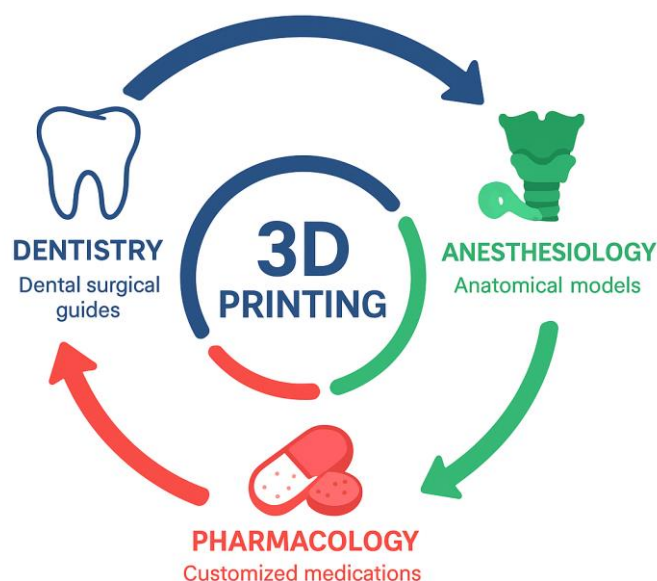 3D
PRINTING
DENTISTRY
Dental surgical
guides
ANESTHESIOLOGY
Anatomical models
PHARMACOLOGY
Customized medications